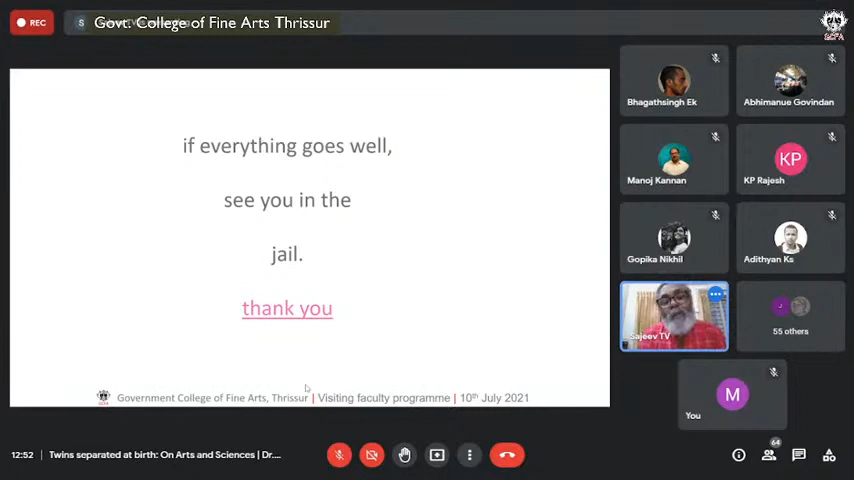 REC
S
Govt. College of Fine Arts Thrissur
SCFA
if everything goes well,
see you in the
jail.
thank you
Government College of Fine Arts, Thrissur | Visiting faculty programme | 10th July 2021
Bhagathsingh Ek
Abhimanue Govindan
Manoj Kannan
KP
KP Rajesh
Gopika Nikhil
Adithyan Ks
Sajeev TV
J
55 others
M
You
12:52 | Twins separated at birth: On Arts and Sciences | Dr....
64